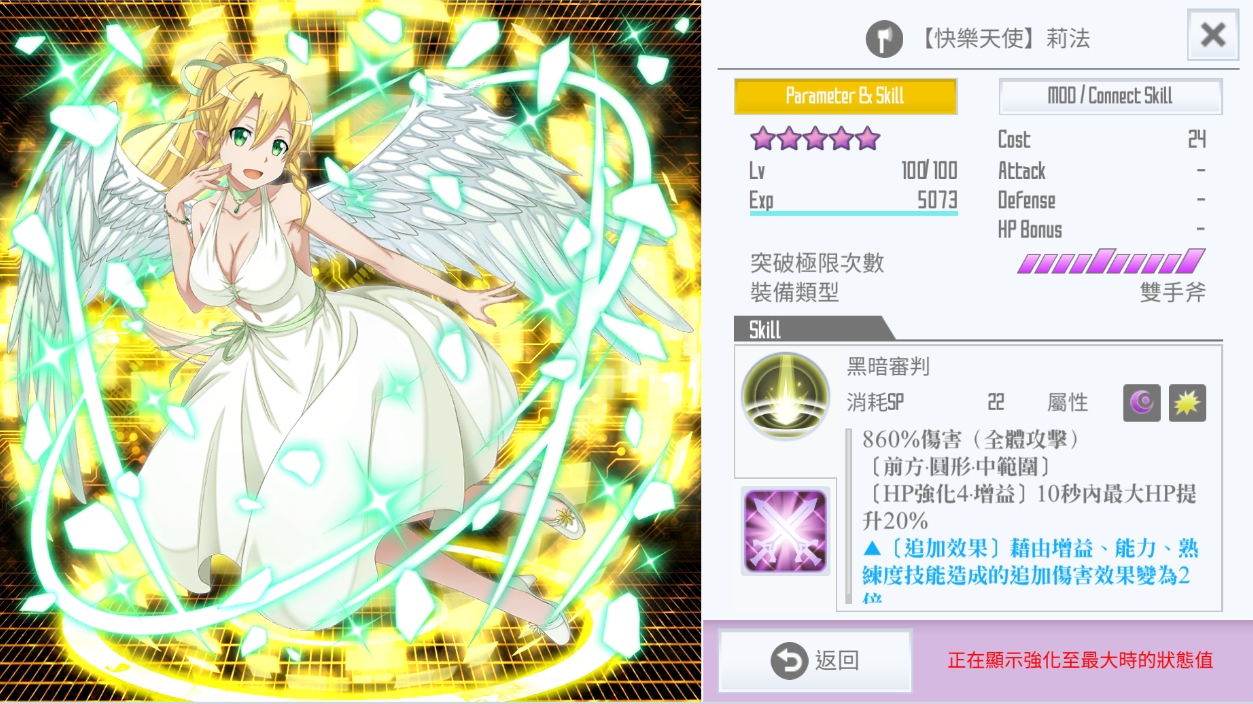 【快樂天使】莉法
Parameter & Skill
MOD / Connect Skill
Lv 100/100
Exp 5073
Cost 24
Attack -
Defense -
HP Bonus -
突破極限次數
裝備類型 雙手斧
Skill
黑暗審判
消耗SP 22 屬性
860%傷害（全體攻擊）
〔前方·圓形·中範圍〕
〔HP強化4·增益〕10秒內最大HP提
升20%
▲〔追加效果〕藉由增益、能力、熟
練度技能造成的追加傷害效果變為2
倍
返回
正在顯示強化至最大時的狀態值